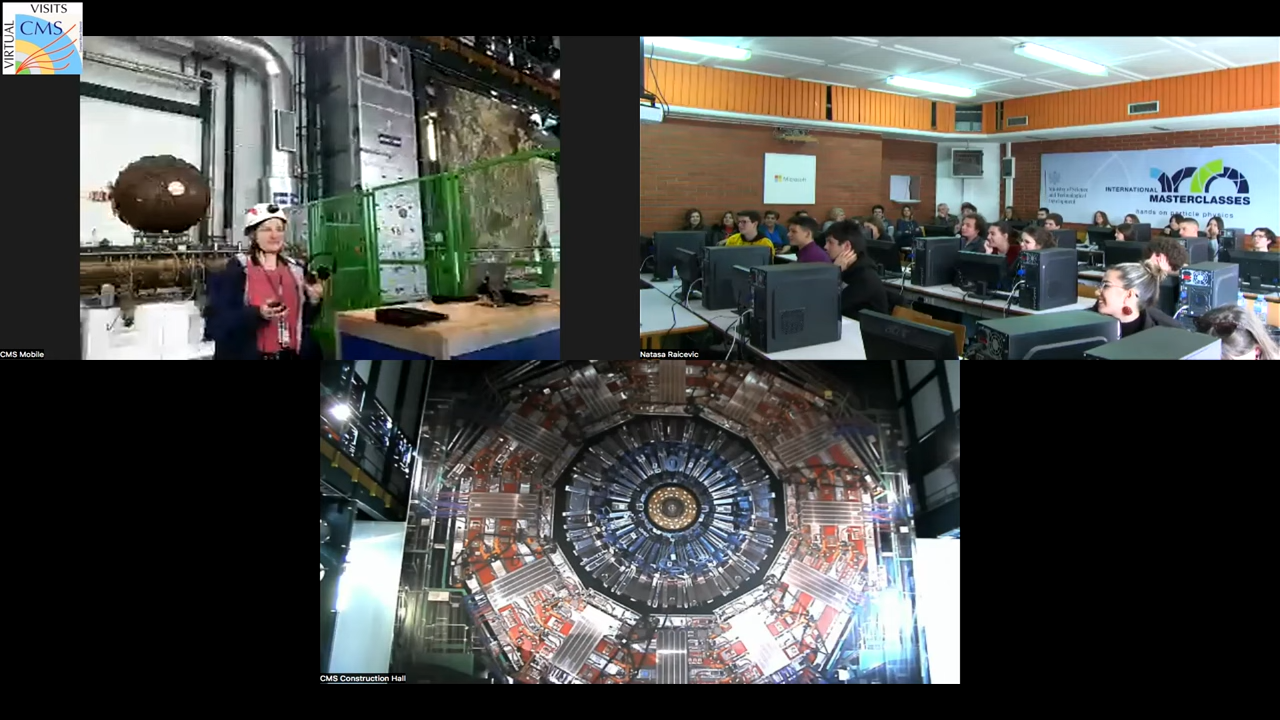 VISITS
VIRTUAL
CMS
CMS Mobile
Microsoft
INTERNATIONAL
MASTERCLASSES
hands on particle physics
Natasa Raicevic
CMS Construction Hall